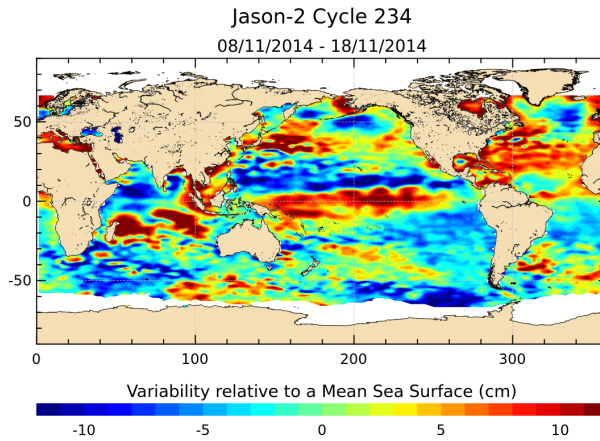 Jason-2 Cycle 234
08/11/2014 - 18/11/2014
50
0
-50
0 100 200 300
Variability relative to a Mean Sea Surface (cm)
-10 -5 0 5 10